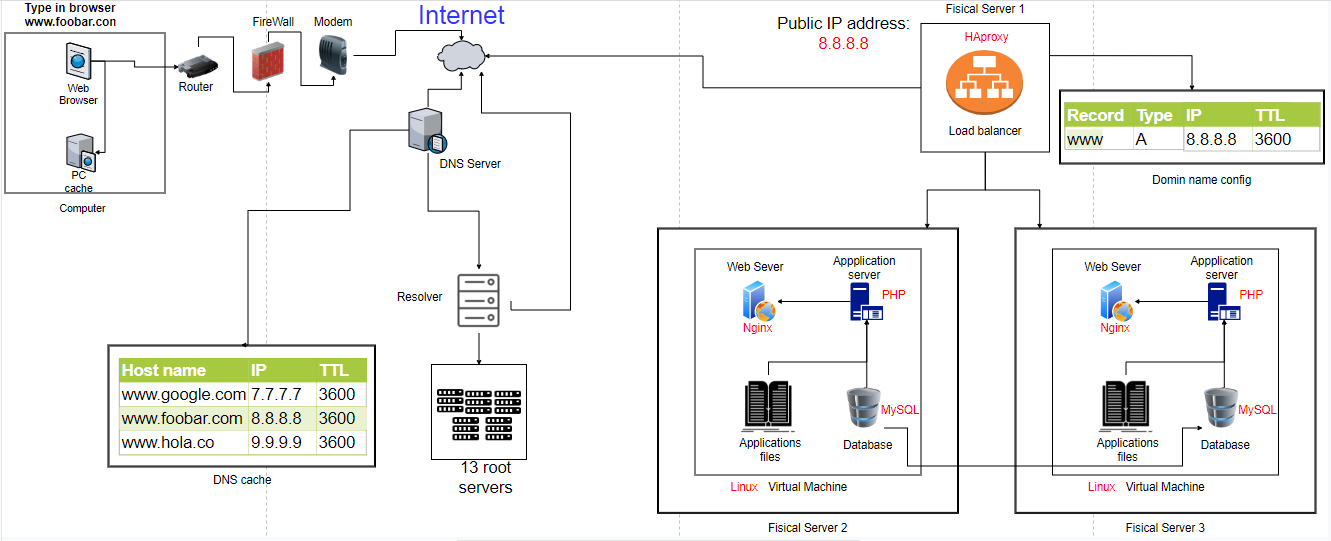 Type in browser
www.foobar.con
FireWall
Modem
Internet
Public IP address:
8.8.8.8
Fisical Server 1
HAproxy
Load balancer
Web
Browser
Router
PC
cache
Computer
DNS Server
Record Type IP TTL
www A 8.8.8.8 3600
Domin name config
Resolver
Host name IP TTL
www.google.com 7.7.7.7 3600
www.foobar.com 8.8.8.8 3600
www.hola.co 9.9.9.9 3600
DNS cache
13 root
servers
Web Sever
Appplication
server
PHP
Nginx
MySQL
Applications
files
Database
Linux Virtual Machine
Fisical Server 2
Web Sever
Appplication
server
PHP
Nginx
MySQL
Applications
files
Database
Linux Virtual Machine
Fisical Server 3